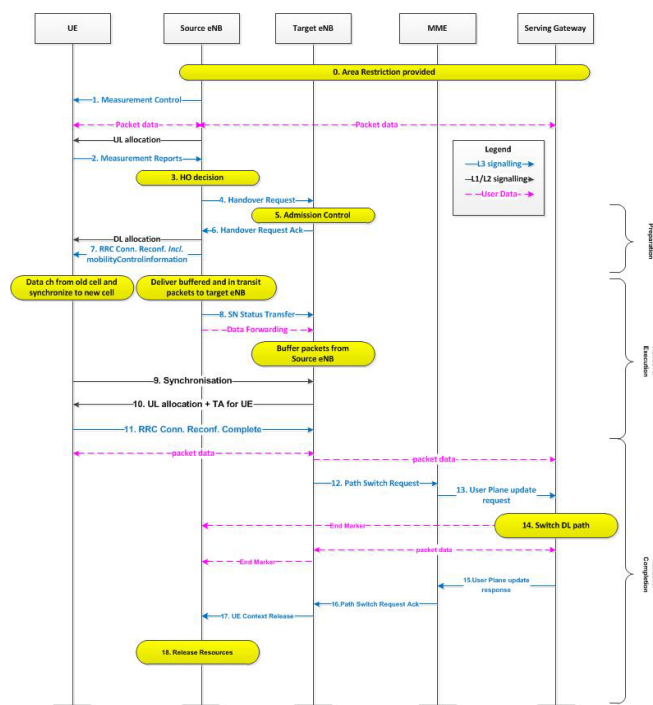 UE
Source eNB
Target eNB
MME
Serving Gateway
0. Area Restriction provided
1. Measurement Control
Packet data
Packet data
UL allocation
Legend
L3 signalling
L1/L2 signalling
User Data
2. Measurement Reports
3. HO decision
4. Handover Request
5. Admission Control
6. Handover Request Ack
DL allocation
7. RRC Conn. Reconf. Incl.
mobilityControlinformation
Preparation
Data ch from old cell and
synchronize to new cell
Deliver buffered and in transit
packets to target eNB
8. SN Status Transfer
Data Forwarding
Buffer packets from
Source eNB
Execution
9. Synchronisation
10. UL allocation + TA for UE
11. RRC Conn. Reconf. Complete
packet data
packet data
12. Path Switch Request
13. User Plane update
request
End Marker
14. Switch DL path
packet data
End Marker
Completion
15.User Plane update
response
16.Path Switch Request Ack
17. UE Context Release
18. Release Resources